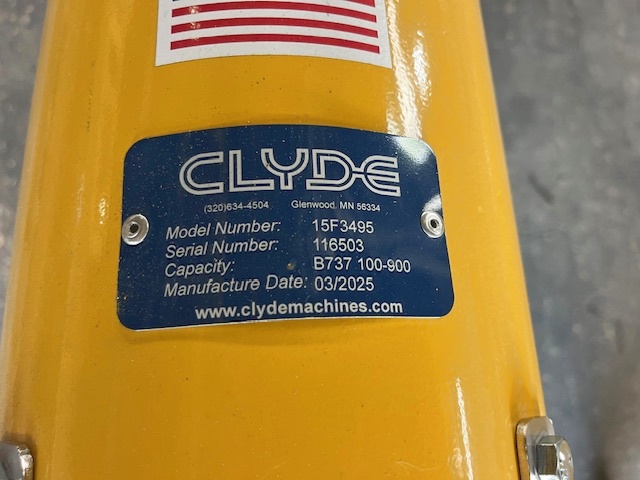 CLYDE
(320)634-4504 Glenwood, MN 56334
Model Number: 15F3495
Serial Number: 116503
Capacity: B737 100-900
Manufacture Date: 03/2025
www.clydemachines.com